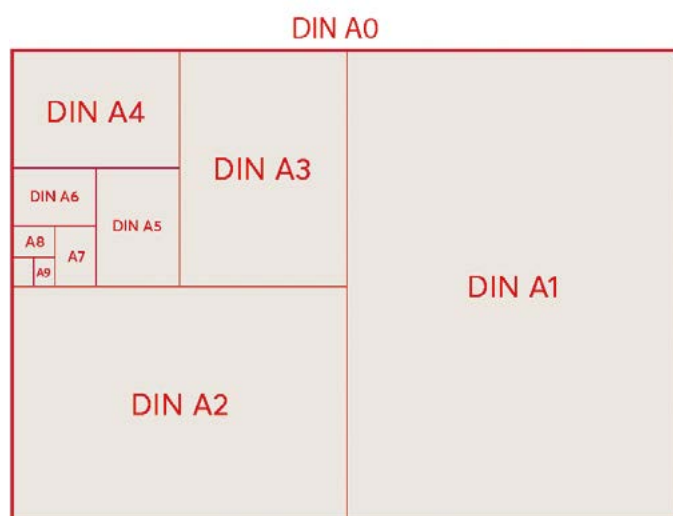 DIN A0
DIN A4
DIN A3
DIN A6
DIN A5
A8
A7
A9
DIN A1
DIN A2